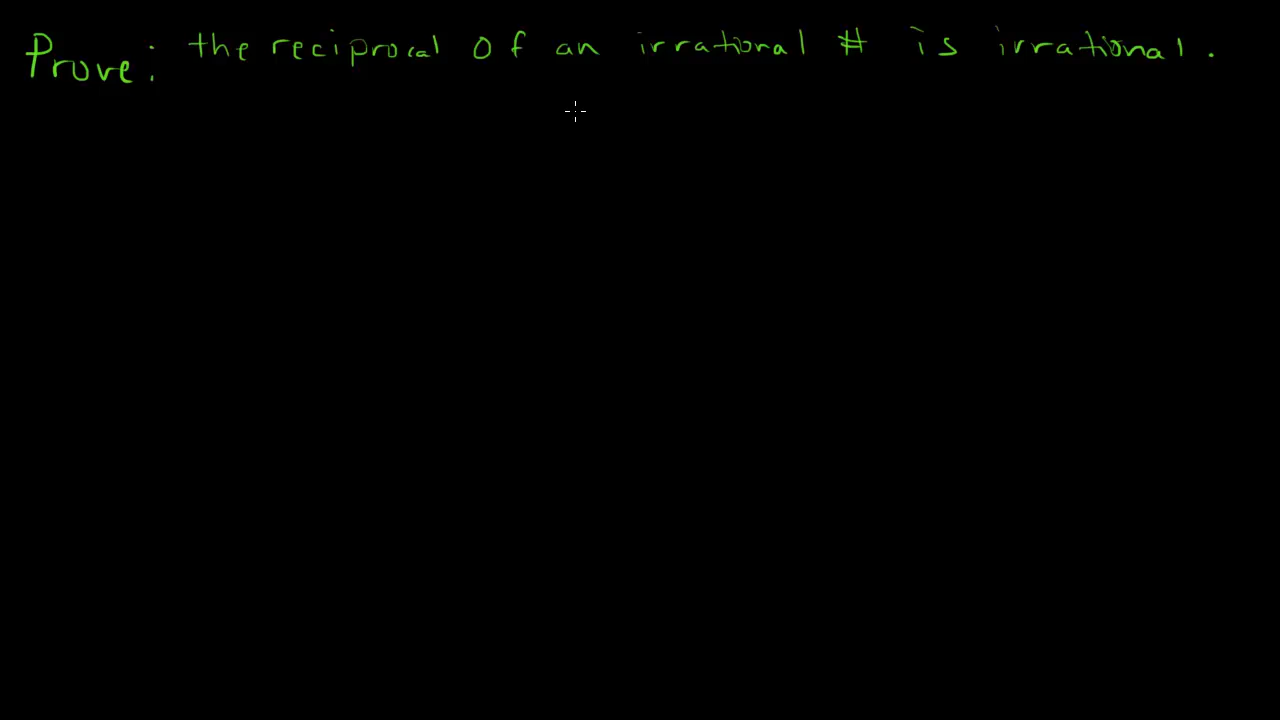 Prove: the reciprocal of an irrational # is irrational.